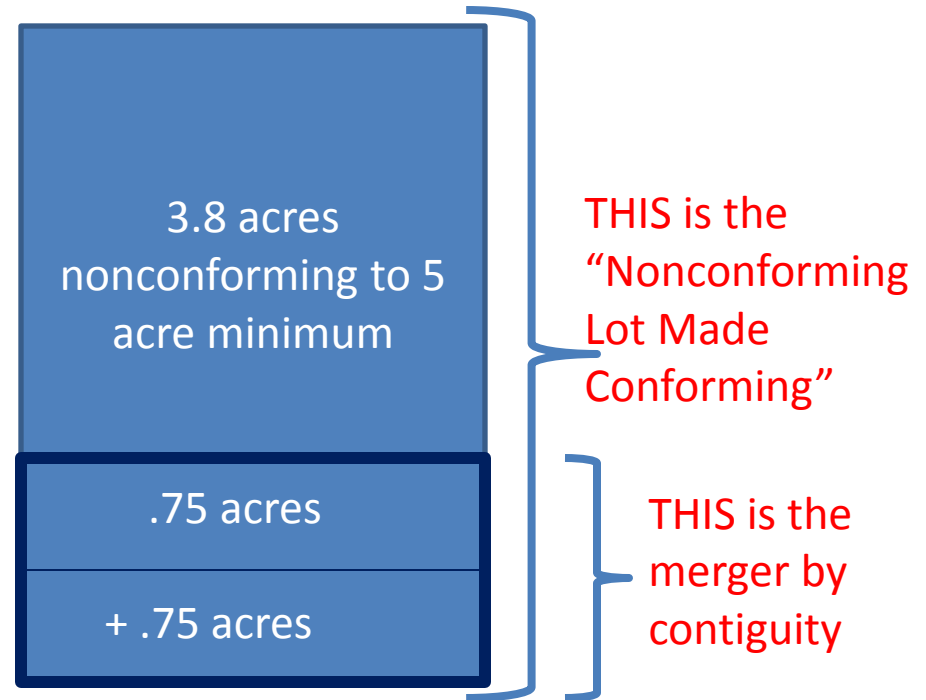 3.8 acres
nonconforming to 5
acre minimum
THIS is the
“Nonconforming
Lot Made
Conforming”
.75 acres
+ .75 acres
THIS is the
merger by
contiguity